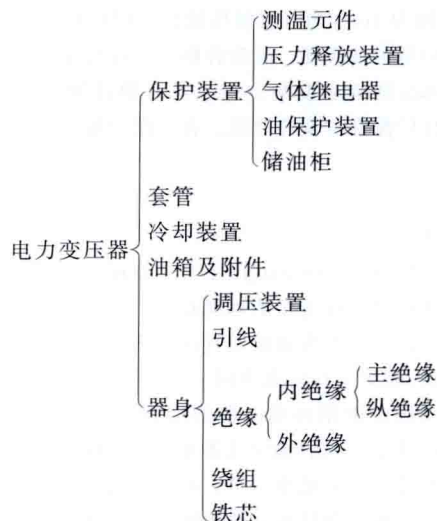 测温元件
压力释放装置
保护装置
气体继电器
油保护装置
储油柜
套管
冷却装置
电力变压器
油箱及附件
调压装置
引线
器身
绝缘
内绝缘
主绝缘
纵绝缘
外绝缘
绕组
铁芯